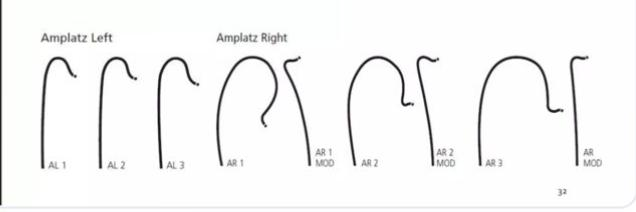 Amplatz Left
Amplatz Right
AL 1
AL 2
AL 3
AR 1
AR 1
MOD
AR 2
AR 2
MOD
AR 3
AR
MOD
32